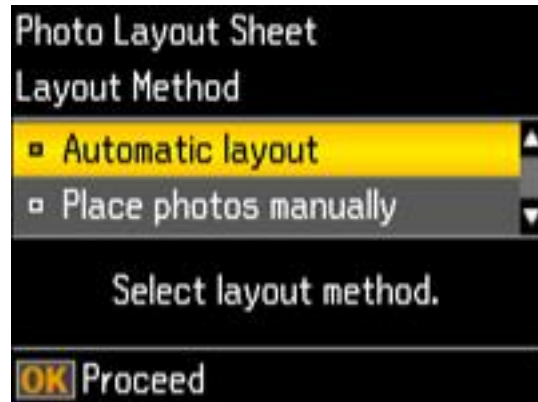 Photo Layout Sheet
Layout Method
Automatic layout
Place photos manually
Select layout method.
OK Proceed